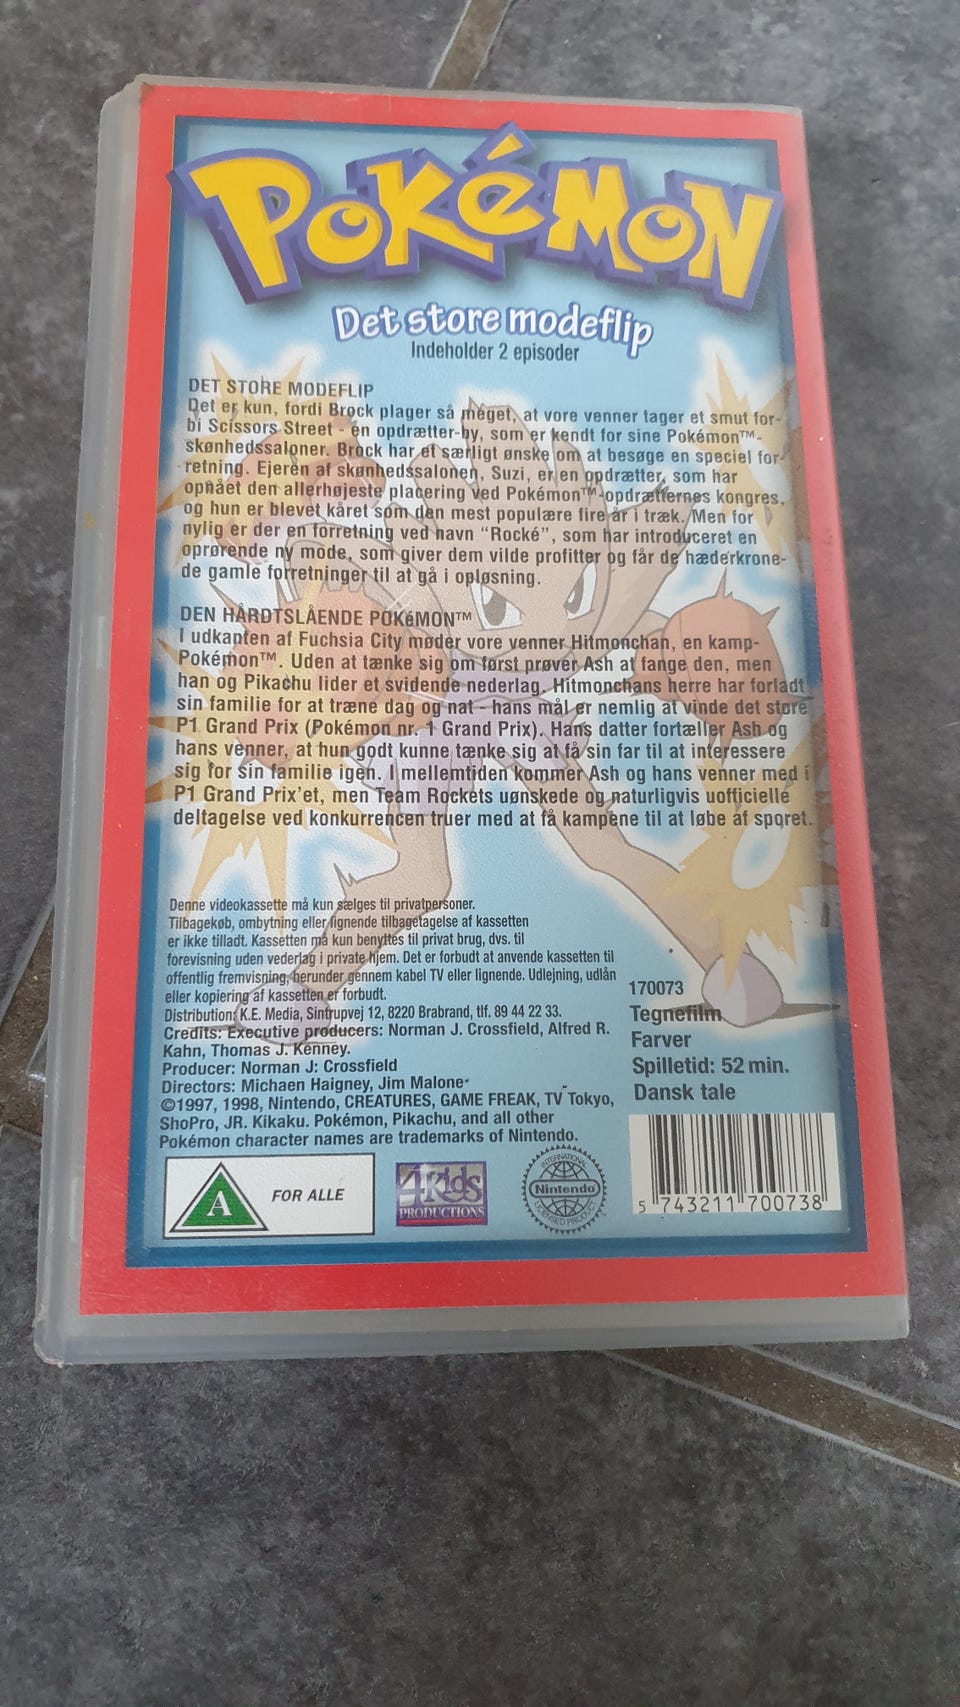 POKéMON
Det store modeflip
Indeholder 2 episoder
DET STORE MODEFLIP
Det er kun, fordi Brock plager så meget, at vore venner tager et smut for-
bi Scissors Street - en opdrætter-by, som er kendt for sine Pokémon™-
skønhedssaloner. Brock har et særligt ønske om at besøge en speciel for-
retning. Ejeren af skønhedssalonen, Suzi, er en opdrætter, som har
opnået den allerhøjeste placering ved Pokémon™-opdrætternes kongres,
og hun er blevet kåret som den mest populære fire år i træk. Men for
nylig er der en forretning ved navn “Rocké”, som har introduceret en
oprørende ny mode, som giver dem vilde profitter og får de hæderkrone-
de gamle forretninger til at gå i opløsning.
DEN HÅRDTSLÅENDE POKéMON™
I udkanten af Fuchsia City møder vore venner Hitmonchan, en kamp-
Pokémon™. Uden at tænke sig om først prøver Ash at fange den, men
han og Pikachu lider et svidende nederlag. Hitmonchans herre har forladt
sin familie for at træne dag og nat - hans mål er nemlig at vinde det store
P1 Grand Prix (Pokémon nr. 1 Grand Prix). Hans datter fortæller Ash og
hans venner, at hun godt kunne tænke sig at få sin far til at interessere
sig for sin familie igen. I mellemtiden kommer Ash og hans venner med i
P1 Grand Prix'et, men Team Rockets uønskede og naturligvis uofficielle
deltagelse ved konkurrencen truer med at få kampene til at løbe af sporet.
Denne videokassette må kun sælges til privatpersoner.
Tilbagekøb, ombytning eller lignende tilbagetagelse af kassetten
er ikke tilladt. Kassetten må kun benyttes til privat brug, dvs. til
forevisning uden vederlag i private hjem. Det er forbudt at anvende kassetten til
offentlig fremvisning, herunder gennem kabel TV eller lignende. Udlejning, udlån
eller kopiering af kassetten er forbudt.
Distribution: K.E. Media, Sintrupvej 12, 8220 Brabrand, tlf. 89 44 22 33.
Credits: Executive producers: Norman J. Crossfield, Alfred R.
Kahn, Thomas J. Kenney.
Producer: Norman J: Crossfield
Directors: Michaen Haigney, Jim Malone
©1997, 1998, Nintendo, CREATURES, GAME FREAK, TV Tokyo,
ShoPro, JR. Kikaku. Pokémon, Pikachu, and all other
Pokémon character names are trademarks of Nintendo.
170073
Tegnefilm
Farver
Spilletid: 52 min.
Dansk tale
A
FOR ALLE
4Kids
PRODUCTIONS
INTERNATIONAL
Nintendo
LICENSED PRODUCT
5 743211 700738